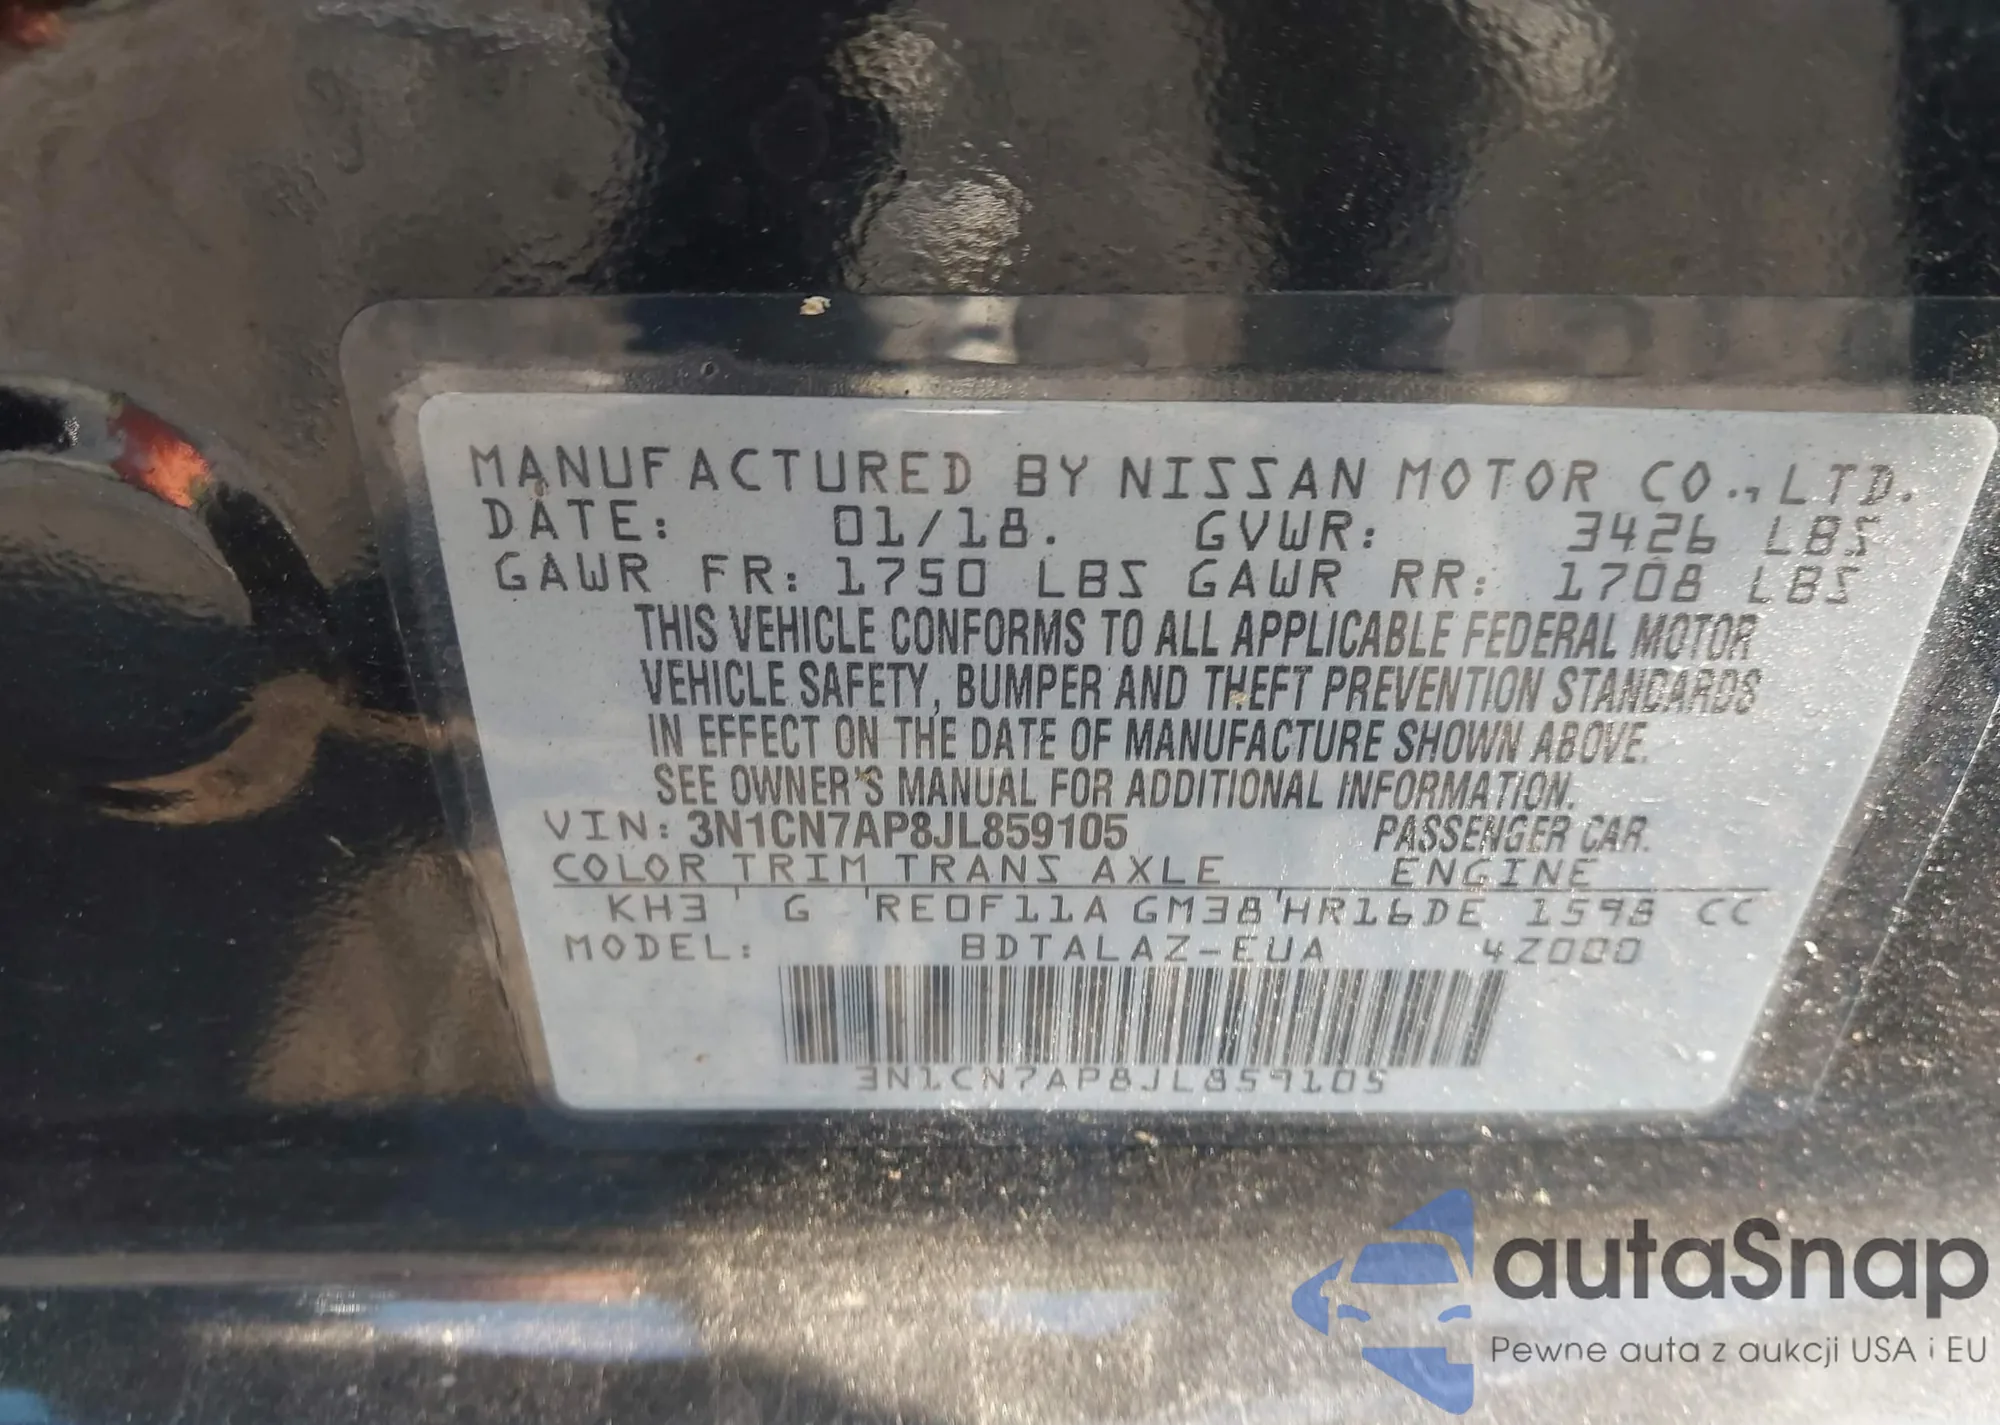 MANUFACTURED BY NISSAN MOTOR CO., LTD.
DATE: 01/18. GVWR: 3426 LBS
GAWR FR: 1750 LBS GAWR RR: 1708 LBS
THIS VEHICLE CONFORMS TO ALL APPLICABLE FEDERAL MOTOR
VEHICLE SAFETY, BUMPER AND THEFT PREVENTION STANDARDS
IN EFFECT ON THE DATE OF MANUFACTURE SHOWN ABOVE.
SEE OWNER'S MANUAL FOR ADDITIONAL INFORMATION.
VIN: 3N1CN7AP8JL859105 PASSENGER CAR.
COLOR TRIM TRANS AXLE ENGINE
KH3 ' G 'RE0F11A GM38'HR16DE 1598 CC
MODEL: BDTALAZ-EUA 4Z000
3N1CN7AP8JL859105
autaSnap
Pewne auta z aukcji USA i EU